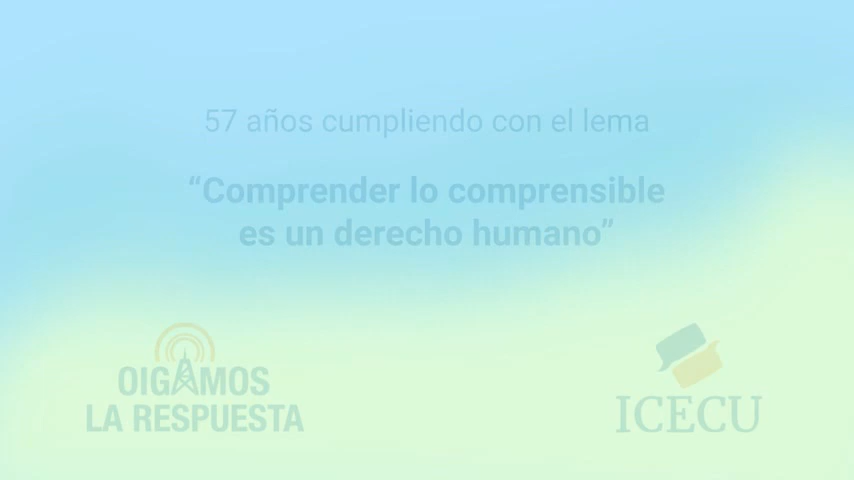 57 años cumpliendo con el lema
“Comprender lo comprensible
es un derecho humano”
OIGAMOS
LA RESPUESTA
ICECU